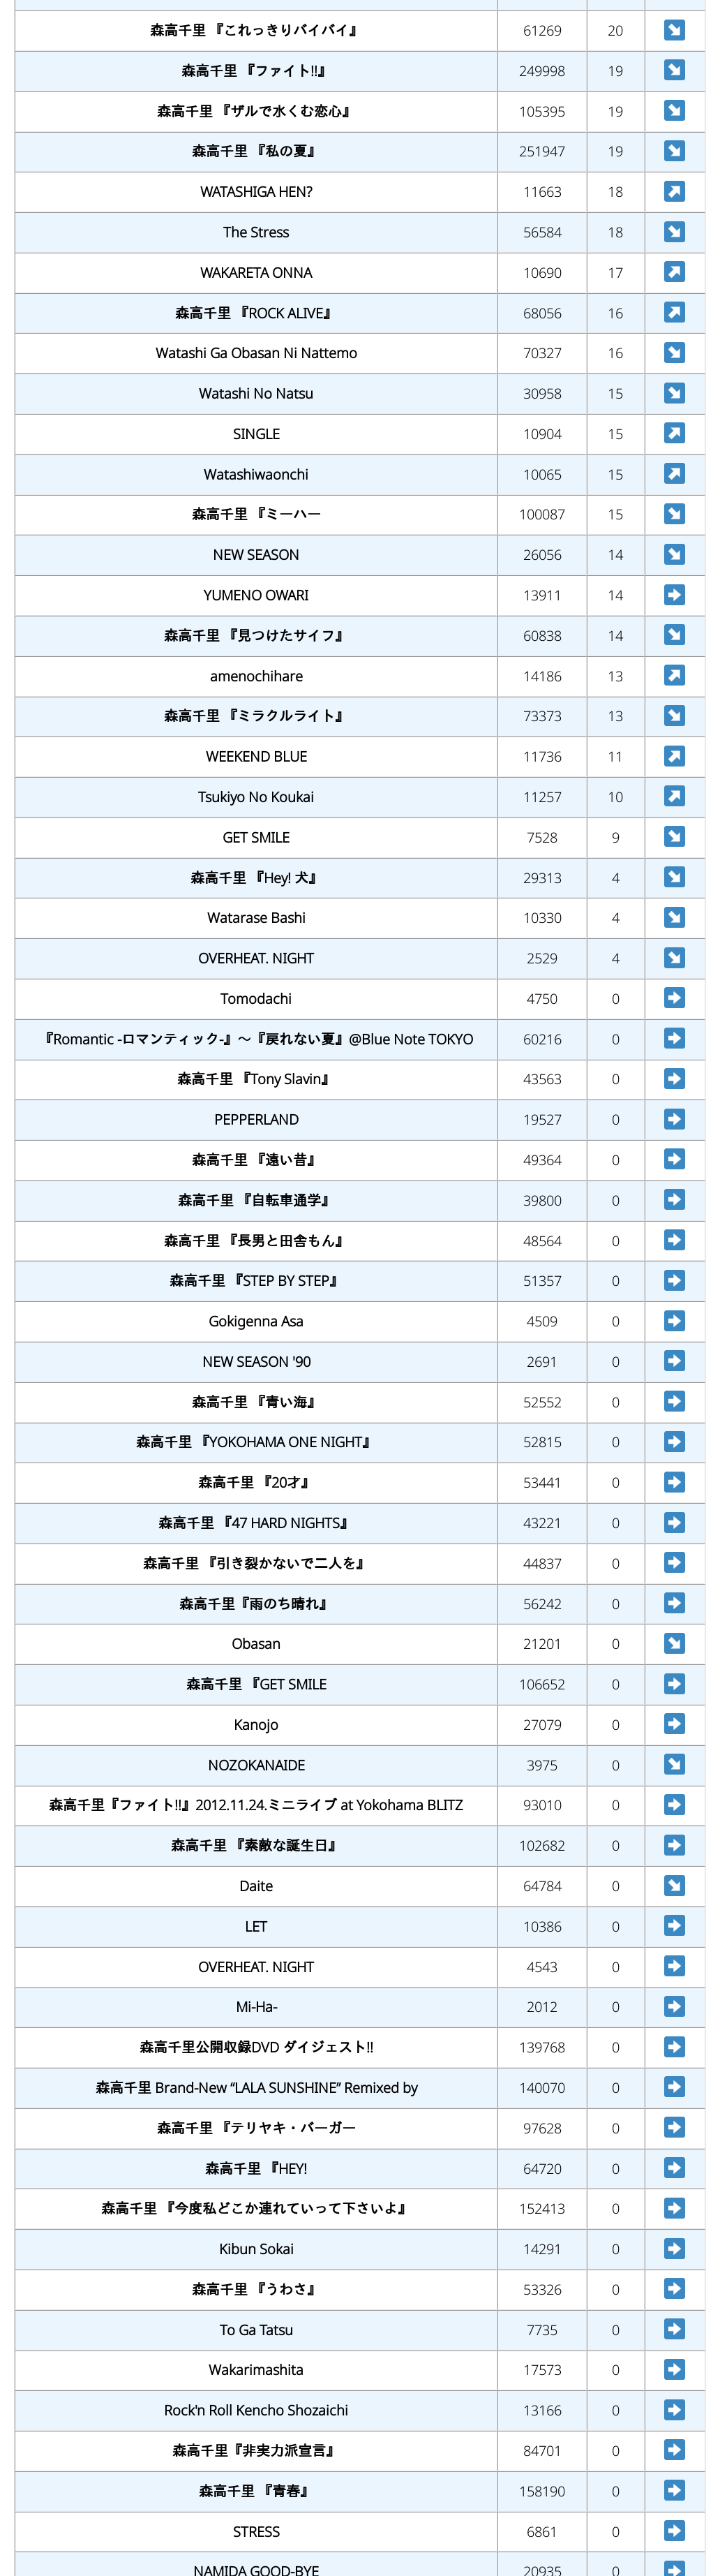 森高千里 『これっきりバイバイ』 61269 20
森高千里 『ファイト!!』 249998 19
森高千里 『ザルで水くむ恋心』 105395 19
森高千里 『私の夏』 251947 19
WATASHIGA HEN? 11663 18
The Stress 56584 18
WAKARETA ONNA 10690 17
森高千里 『ROCK ALIVE』 68056 16
Watashi Ga Obasan Ni Nattemo 70327 16
Watashi No Natsu 30958 15
SINGLE 10904 15
Watashiwaonchi 10065 15
森高千里 『ミーハー 100087 15
NEW SEASON 26056 14
YUMENO OWARI 13911 14
森高千里 『見つけたサイフ』 60838 14
amenochihare 14186 13
森高千里 『ミラクルライト』 73373 13
WEEKEND BLUE 11736 11
Tsukiyo No Koukai 11257 10
GET SMILE 7528 9
森高千里 『Hey! 犬』 29313 4
Watarase Bashi 10330 4
OVERHEAT. NIGHT 2529 4
Tomodachi 4750 0
『Romantic -ロマンティック-』～『戻れない夏』@Blue Note TOKYO 60216 0
森高千里 『Tony Slavin』 43563 0
PEPPERLAND 19527 0
森高千里 『遠い昔』 49364 0
森高千里 『自転車通学』 39800 0
森高千里 『長男と田舎もん』 48564 0
森高千里 『STEP BY STEP』 51357 0
Gokigenna Asa 4509 0
NEW SEASON '90 2691 0
森高千里 『青い海』 52552 0
森高千里 『YOKOHAMA ONE NIGHT』 52815 0
森高千里 『20才』 53441 0
森高千里 『47 HARD NIGHTS』 43221 0
森高千里 『引き裂かないで二人を』 44837 0
森高千里『雨のち晴れ』 56242 0
Obasan 21201 0
森高千里 『GET SMILE 106652 0
Kanojo 27079 0
NOZOKANAIDE 3975 0
森高千里『ファイト!!』2012.11.24.ミニライブ at Yokohama BLITZ 93010 0
森高千里 『素敵な誕生日』 102682 0
Daite 64784 0
LET 10386 0
OVERHEAT. NIGHT 4543 0
Mi-Ha- 2012 0
森高千里公開収録DVD ダイジェスト!! 139768 0
森高千里 Brand-New “LALA SUNSHINE” Remixed by 140070 0
森高千里 『テリヤキ・バーガー 97628 0
森高千里 『HEY! 64720 0
森高千里 『今度私どこか連れていって下さいよ』 152413 0
Kibun Sokai 14291 0
森高千里 『うわさ』 53326 0
To Ga Tatsu 7735 0
Wakarimashita 17573 0
Rock'n Roll Kencho Shozaichi 13166 0
森高千里『非実力派宣言』 84701 0
森高千里 『青春』 158190 0
STRESS 6861 0
NAMIDA GOOD-BYE 20935 0